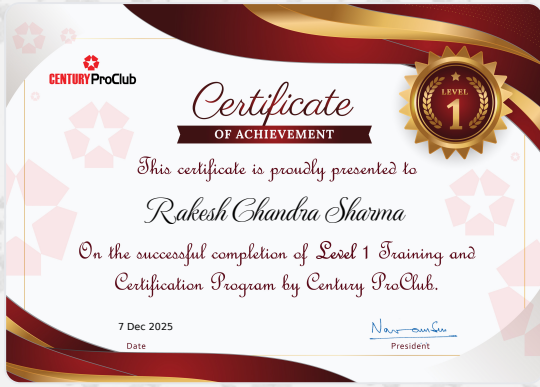 CENTURY ProClub
LEVEL
1
Certificate
OF ACHIEVEMENT
This certificate is proudly presented to
Rakesh Chandra Sharma
On the successful completion of Level 1 Training and
Certification Program by Century ProClub.
7 Dec 2025
Date
President